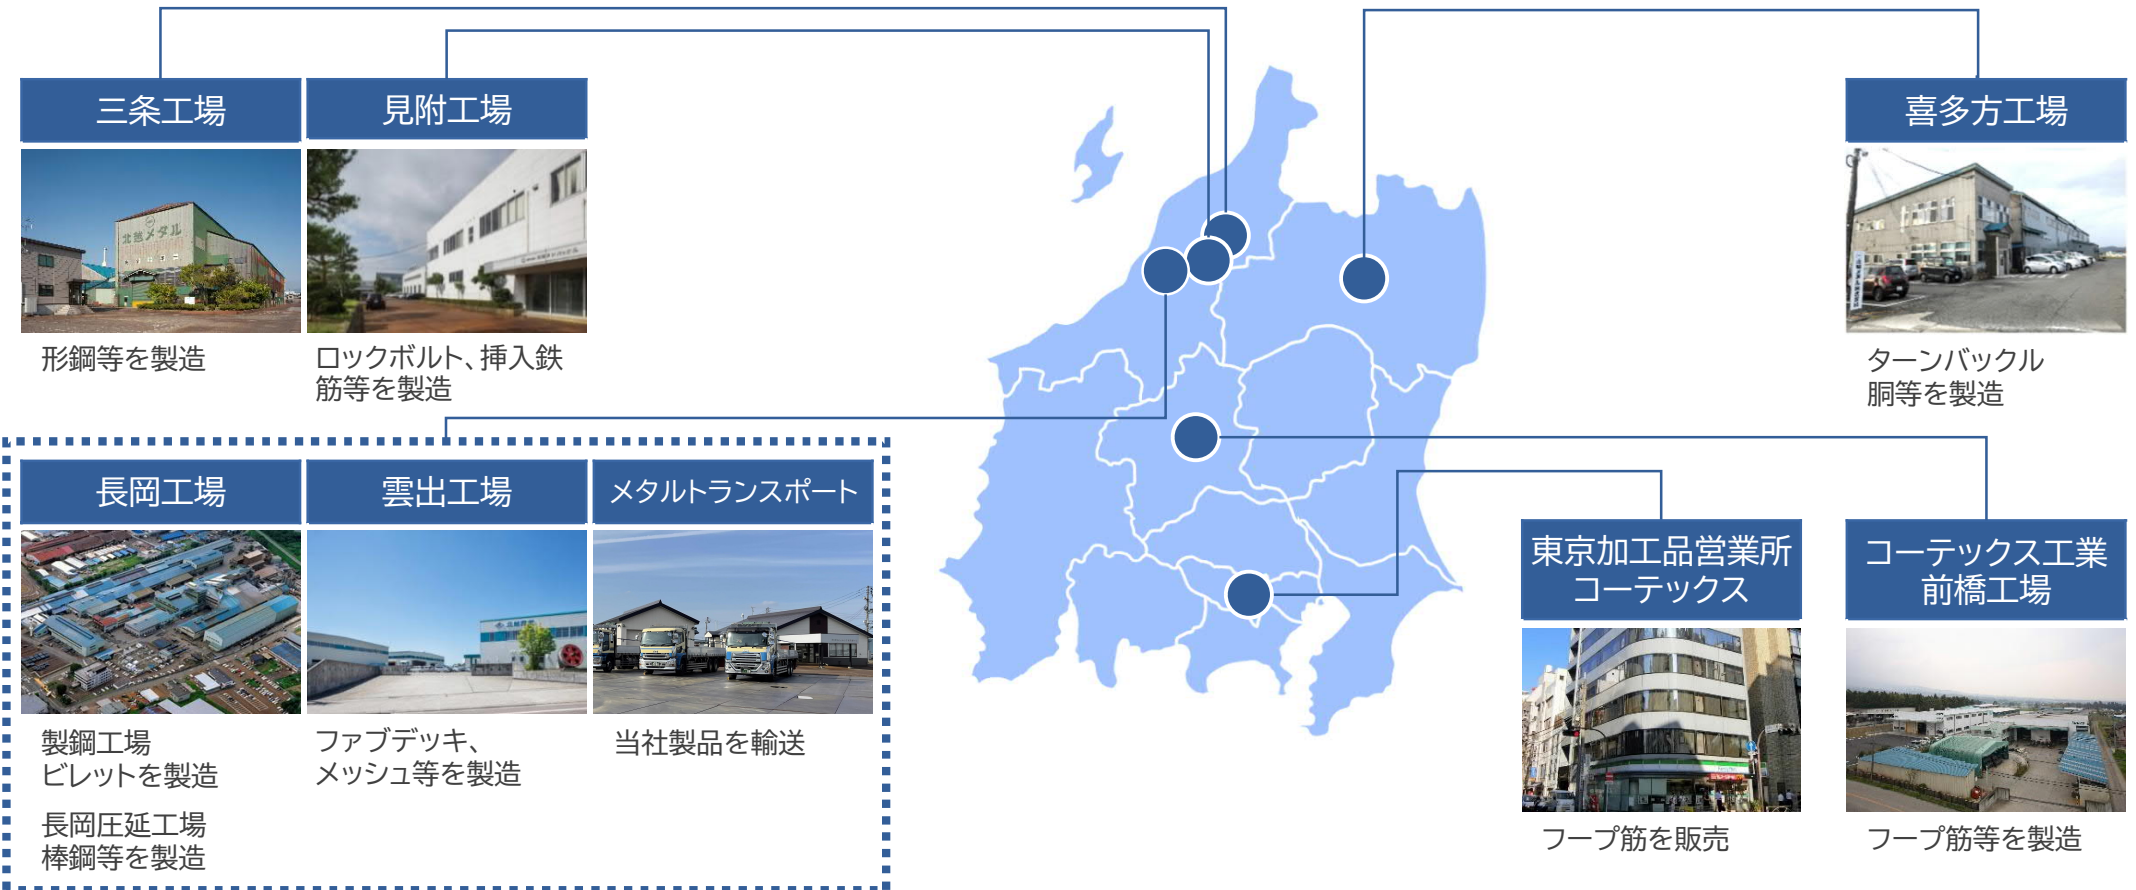 三条工場
見附工場
喜多方工場
北越メタル
形鋼等を製造
ロックボルト、挿入鉄
筋等を製造
ターンバックル
胴等を製造
長岡工場
雲出工場
メタルトランスポート
東京加工品営業所
コーテックス
コーテックス工業
前橋工場
製鋼工場
ビレットを製造
長岡圧延工場
棒鋼等を製造
ファブデッキ、
メッシュ等を製造
当社製品を輸送
フープ筋を販売
フープ筋等を製造